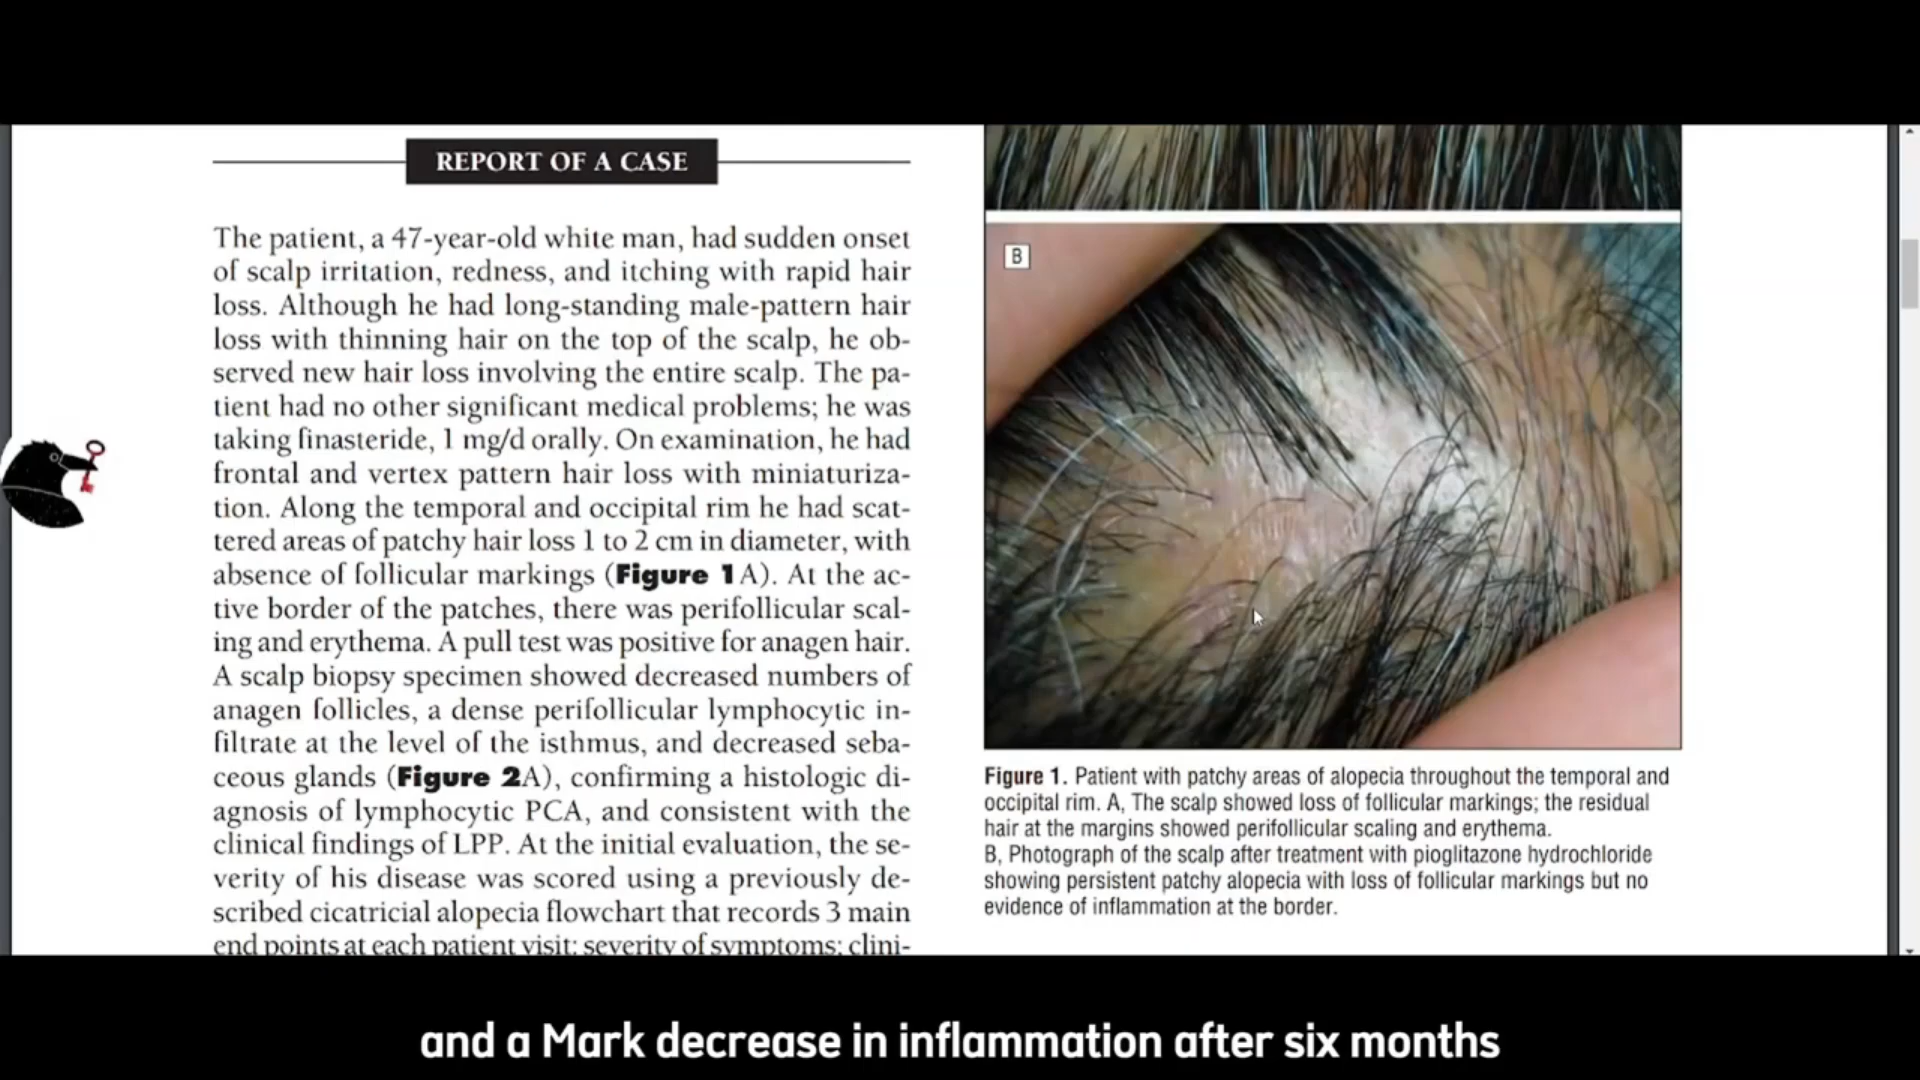 REPORT OF A CASE
The patient, a 47-year-old white man, had sudden onset
of scalp irritation, redness, and itching with rapid hair
loss. Although he had long-standing male-pattern hair
loss with thinning hair on the top of the scalp, he ob-
served new hair loss involving the entire scalp. The pa-
tient had no other significant medical problems; he was
taking finasteride, 1 mg/d orally. On examination, he had
frontal and vertex pattern hair loss with miniaturiza-
tion. Along the temporal and occipital rim he had scat-
tered areas of patchy hair loss 1 to 2 cm in diameter, with
absence of follicular markings (Figure 1A). At the ac-
tive border of the patches, there was perifollicular scal-
ing and erythema. A pull test was positive for anagen hair.
A scalp biopsy specimen showed decreased numbers of
anagen follicles, a dense perifollicular lymphocytic in-
filtrate at the level of the isthmus, and decreased seba-
ceous glands (Figure 2A), confirming a histologic di-
agnosis of lymphocytic PCA, and consistent with the
clinical findings of LPP. At the initial evaluation, the se-
verity of his disease was scored using a previously de-
scribed cicatricial alopecia flowchart that records 3 main
end points at each patient visit: severity of symptoms; clini-
B
Figure 1. Patient with patchy areas of alopecia throughout the temporal and
occipital rim. A, The scalp showed loss of follicular markings; the residual
hair at the margins showed perifollicular scaling and erythema.
B, Photograph of the scalp after treatment with pioglitazone hydrochloride
showing persistent patchy alopecia with loss of follicular markings but no
evidence of inflammation at the border.
and a Mark decrease in inflammation after six months